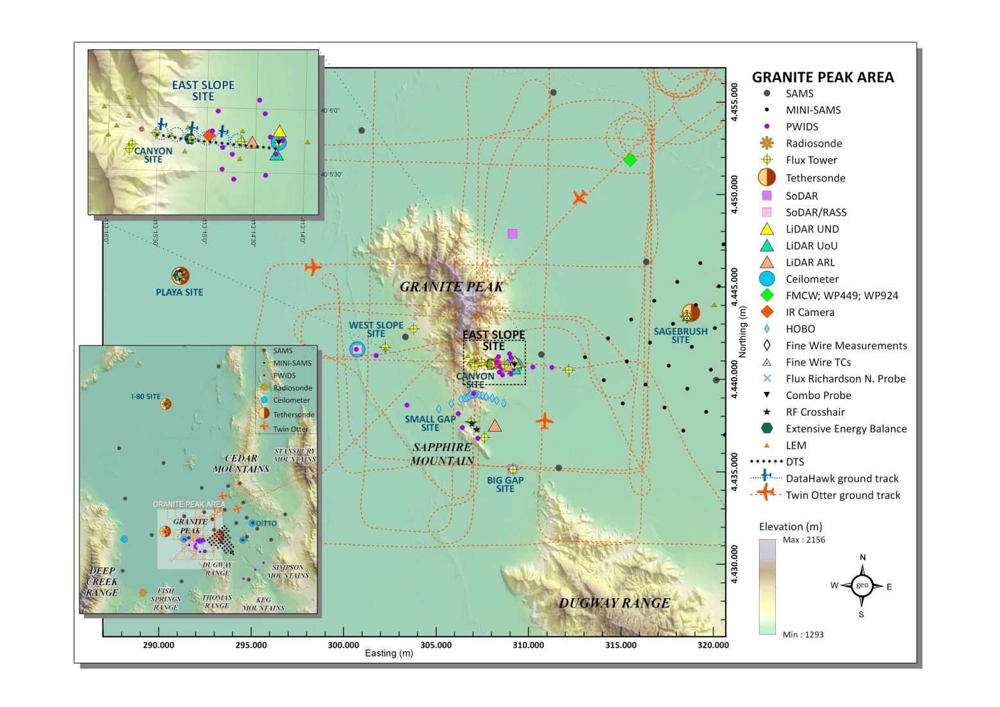 EAST SLOPE
SITE
CANYON
SITE
40°6'0"
40°5'30"
113°16'0"
113°15'30"
113°15'0"
113°14'30"
113°14'0"
GRANITE PEAK AREA
SAMS
MINI-SAMS
PWIDS
Radiosonde
Flux Tower
Tethersonde
SoDAR
SoDAR/RASS
LiDAR UND
LiDAR UoU
LiDAR ARL
Ceilometer
FMCW; WP449; WP924
IR Camera
HOBO
Fine Wire Measurements
Fine Wire TCs
Flux Richardson N. Probe
Combo Probe
RF Crosshair
Extensive Energy Balance
LEM
DTS
DataHawk ground track
Twin Otter ground track
Elevation (m)
Max : 2156
Min : 1293
N
W
geo
E
S
PLAYA SITE
GRANITE PEAK
WEST SLOPE
SITE
EAST SLOPE
SITE
CANYON
SITE
SAGEBRUSH
SITE
SMALL GAP
SITE
SAPPHIRE
MOUNTAIN
BIG GAP
SITE
DUGWAY RANGE
4.455.000
4.450.000
4.445.000
4.440.000
4.435.000
4.430.000
Northing (m)
290.000
295.000
300.000
305.000
310.000
315.000
320.000
Easting (m)
SAMS
MINI-SAMS
PWIDS
Radiosonde
Ceilometer
Tethersonde
Twin Otter
I-80 SITE
CEDAR
MOUNTAINS
STANSBURY
MOUNTAINS
GRANITE PEAK AREA
GRANITE
PEAK
DITTO
DUGWAY
RANGE
SIMPSON
MOUNTAINS
DEEP
CREEK
RANGE
FISH
SPRINGS
RANGE
THOMAS
RANGE
KEG
MOUNTAINS